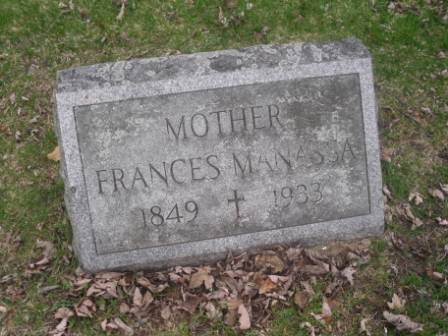 MOTHER
FRANCES MANASSA
1849 ✝ 1933